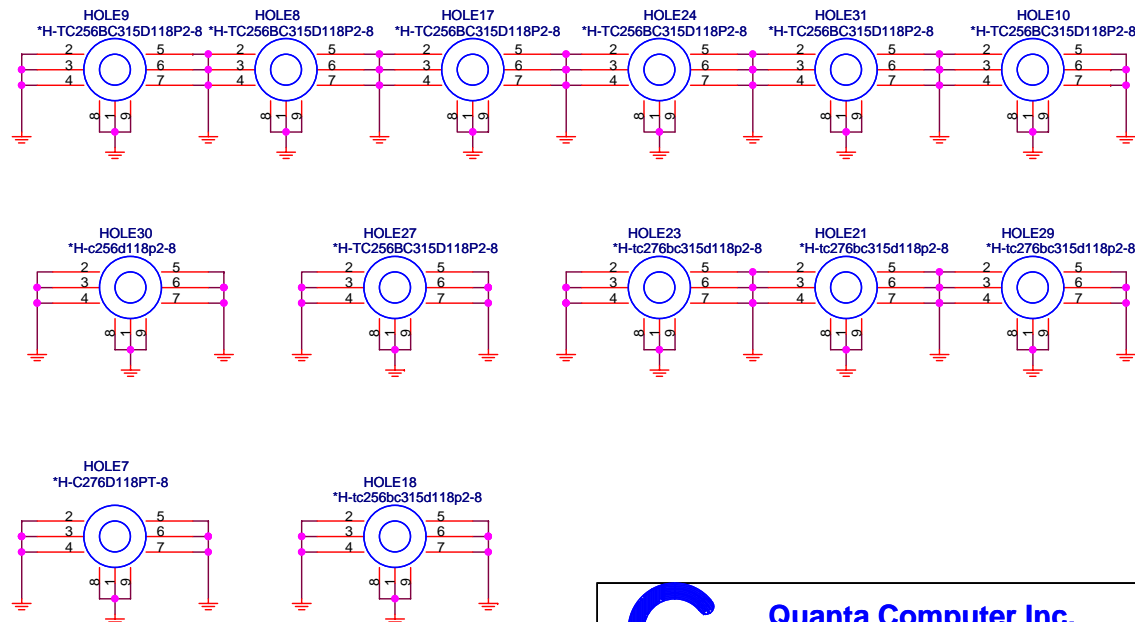 HOLE9 HOLE8 HOLE17 HOLE24 HOLE31 HOLE10
*H-TC256BC315D118P2-8 *H-TC256BC315D118P2-8 *H-TC256BC315D118P2-8 *H-TC256BC315D118P2-8 *H-TC256BC315D118P2-8 *H-TC256BC315D118P2-8
2 5 2 5 2 5 2 5 2 5 2 5
3 6 3 6 3 6 3 6 3 6 3 6
4 7 4 7 4 7 4 7 4 7 4 7
8 1 9 8 1 9 8 1 9 8 1 9 8 1 9 8 1 9
HOLE30 HOLE27 HOLE23 HOLE21 HOLE29
*H-c256d118p2-8 *H-TC256BC315D118P2-8 *H-tc276bc315d118p2-8 *H-tc276bc315d118p2-8 *H-tc276bc315d118p2-8
2 5 2 5 2 5 2 5 2 5
3 6 3 6 3 6 3 6 3 6
4 7 4 7 4 7 4 7 4 7
8 1 9 8 1 9 8 1 9 8 1 9 8 1 9
HOLE7
*H-C276D118PT-8
2 5
3 6
4 7
8 1 9
HOLE18
*H-tc256bc315d118p2-8
2 5
3 6
4 7
8 1 9
Quanta Computer Inc.